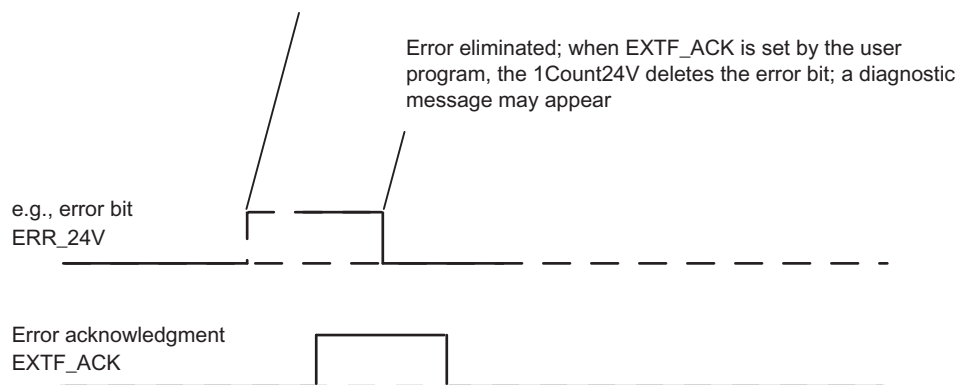 Error eliminated; when EXTF_ACK is set by the user
program, the 1Count24V deletes the error bit; a diagnostic
message may appear
e.g., error bit
ERR_24V
Error acknowledgment
EXTF_ACK